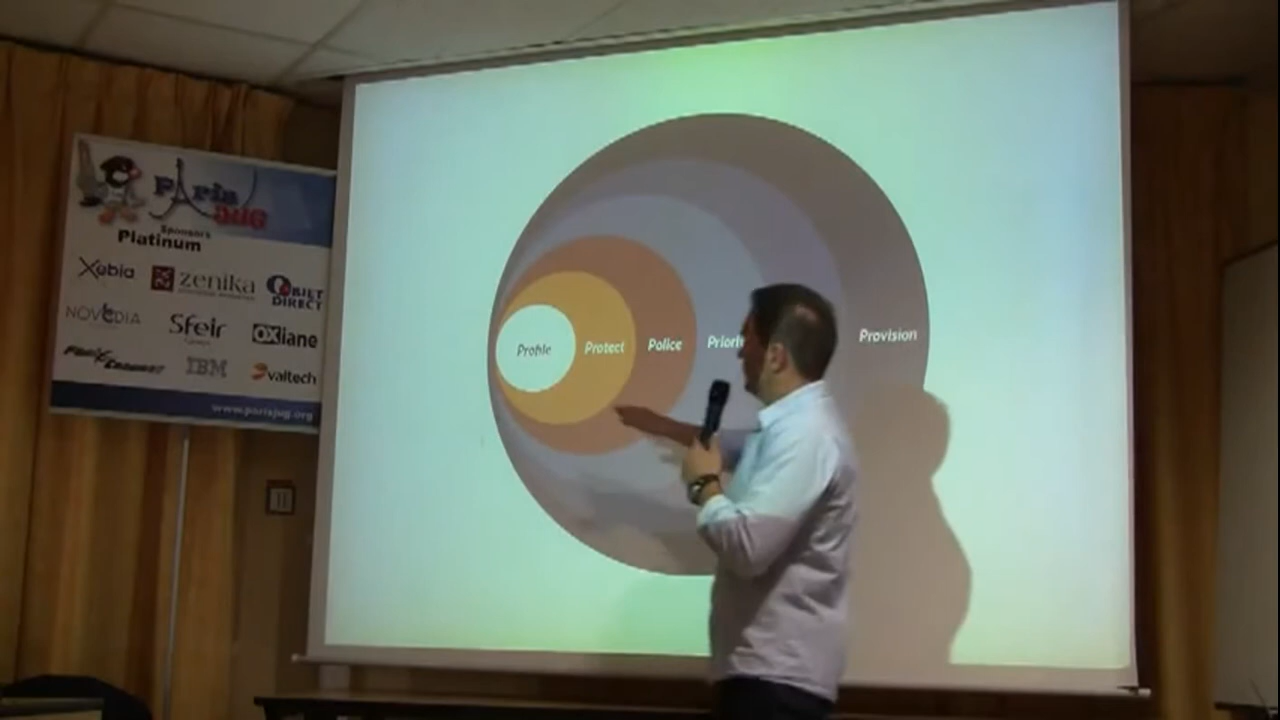 Paris
JUG
Sponsors
Platinum
Xebia
zenika
OBJET
DIRECT
NOVEDIA
Sfeir
OXiane
IBM
valtech
www.parisjug.org
Profile
Protect
Police
Provision